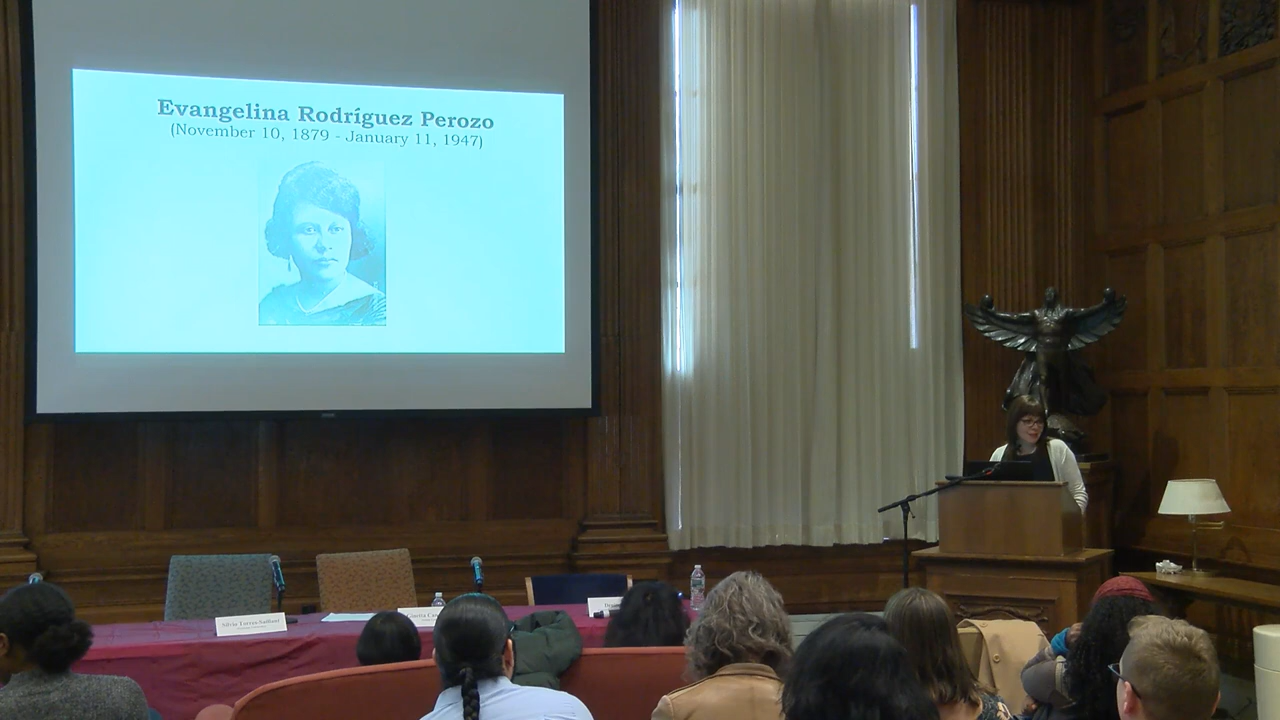 Evangelina Rodríguez Perozo
(November 10, 1879 - January 11, 1947)
Silvio Torres-Saillant